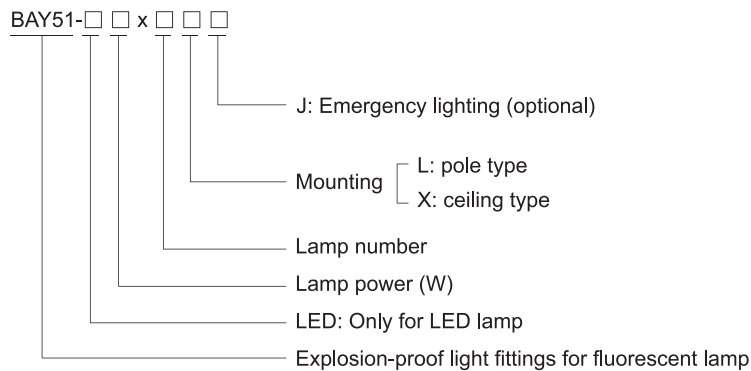 BAY51-□ □ x □ □ □
J: Emergency lighting (optional)
L: pole type
Mounting
X: ceiling type
Lamp number
Lamp power (W)
LED: Only for LED lamp
Explosion-proof light fittings for fluorescent lamp